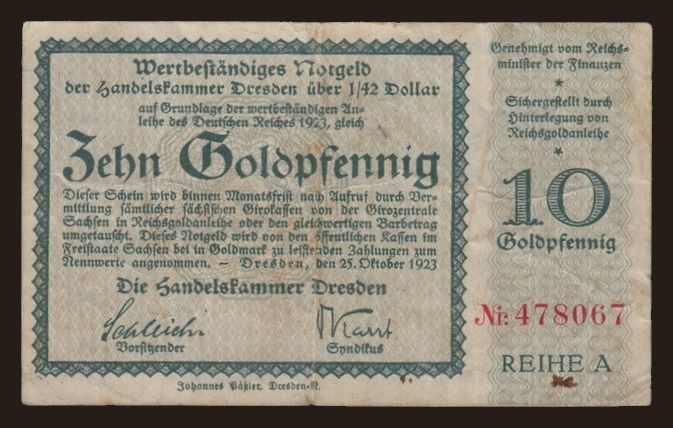 Wertbeständiges Notgeld
der Handelskammer Dresden über 1/42 Dollar
auf Grundlage der wertbeständigen An-
leihe des Deutschen Reiches 1923, gleich
Zehn Goldpfennig
Dieser Schein wird binnen Monatsfrist nach Aufruf durch Ver-
mittlung sämtlicher sächsischen Girokassen von der Girozentrale
Sachsen in Reichsgoldanleihe oder den gleichwertigen Barbetrag
umgetauscht. Dieses Notgeld wird von den öffentlichen Kassen im
Freistaate Sachsen bei in Goldmark zu leistenden Zahlungen zum
Nennwerte angenommen. – Dresden, den 25. Oktober 1923
Die Handelskammer Dresden
Vorsitzender
Syndikus
Johannes Päßler, Dresden-N.
Genehmigt vom Reichs-
minister der Finanzen
*
Sichergestellt durch
Hinterlegung von
Reichsgoldanleihe
*
10
Goldpfennig
Nr. 478067
REIHE A